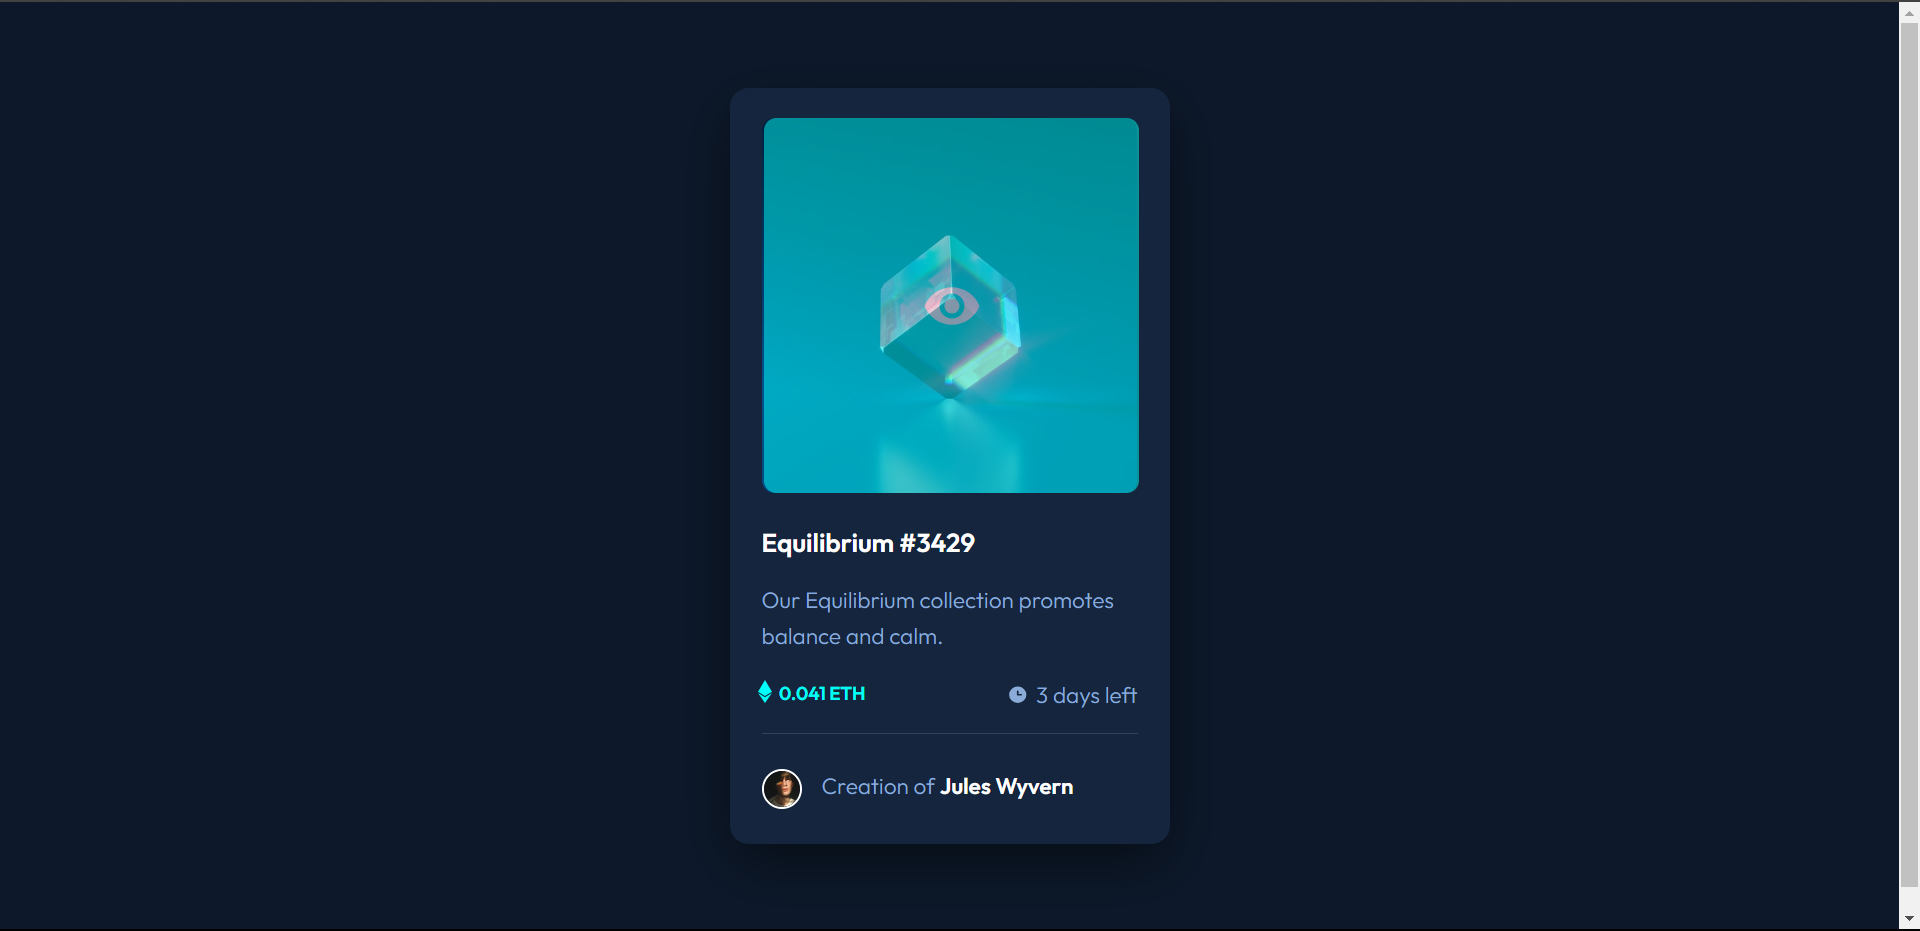 Equilibrium #3429
Our Equilibrium collection promotes
balance and calm.
0.041 ETH
3 days left
Creation of Jules Wyvern